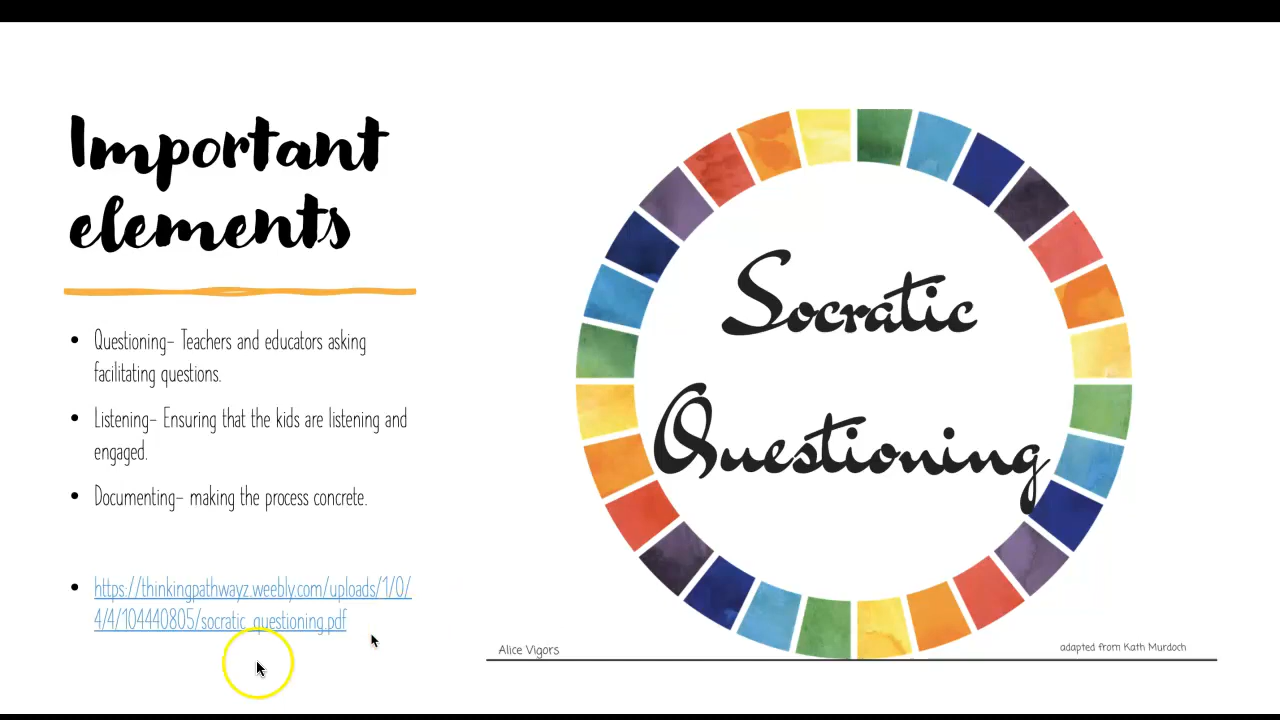 Important
elements
• Questioning- Teachers and educators asking
facilitating questions.
• Listening- Ensuring that the kids are listening and
engaged.
• Documenting- making the process concrete.
• https://thinkingpathwayz.weebly.com/uploads/1/0/
4/4/104440805/socratic_questioning.pdf
Socratic
Questioning
Alice Vigors
adapted from Kath Murdoch